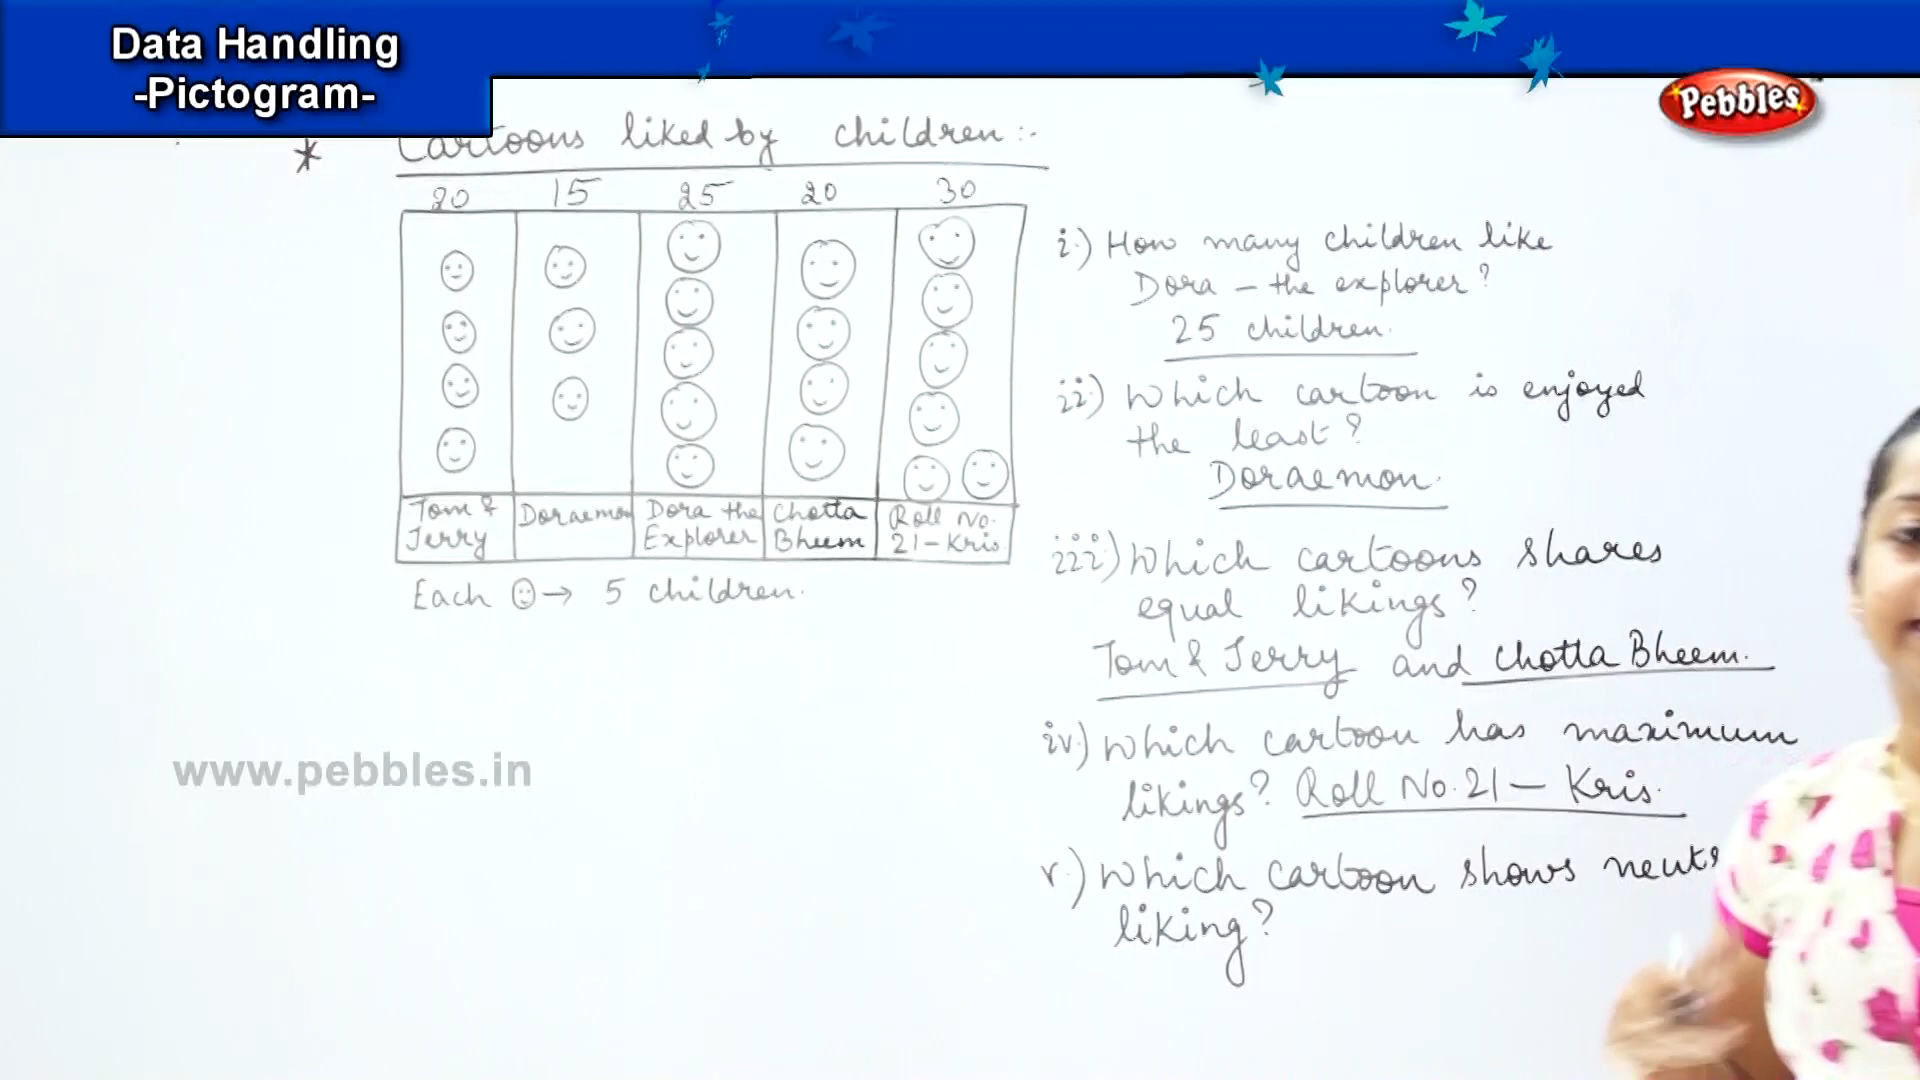 Data Handling
-Pictogram-
Pebbles
* Cartoons liked by children :-
20 15 25 20 30
Tom & Jerry
Doraemon
Dora the Explorer
Chotta Bheem
Roll No. 21 - Kris
Each → 5 children.
i.) How many children like
Dora - the explorer?
25 children.
ii.) Which cartoon is enjoyed
the least?
Doraemon.
iii.) Which cartoons shares
equal likings?
Tom & Jerry and Chotta Bheem.
iv.) Which cartoon has maximum
likings? Roll No. 21 - Kris.
v.) Which cartoon shows
liking?
www.pebbles.in